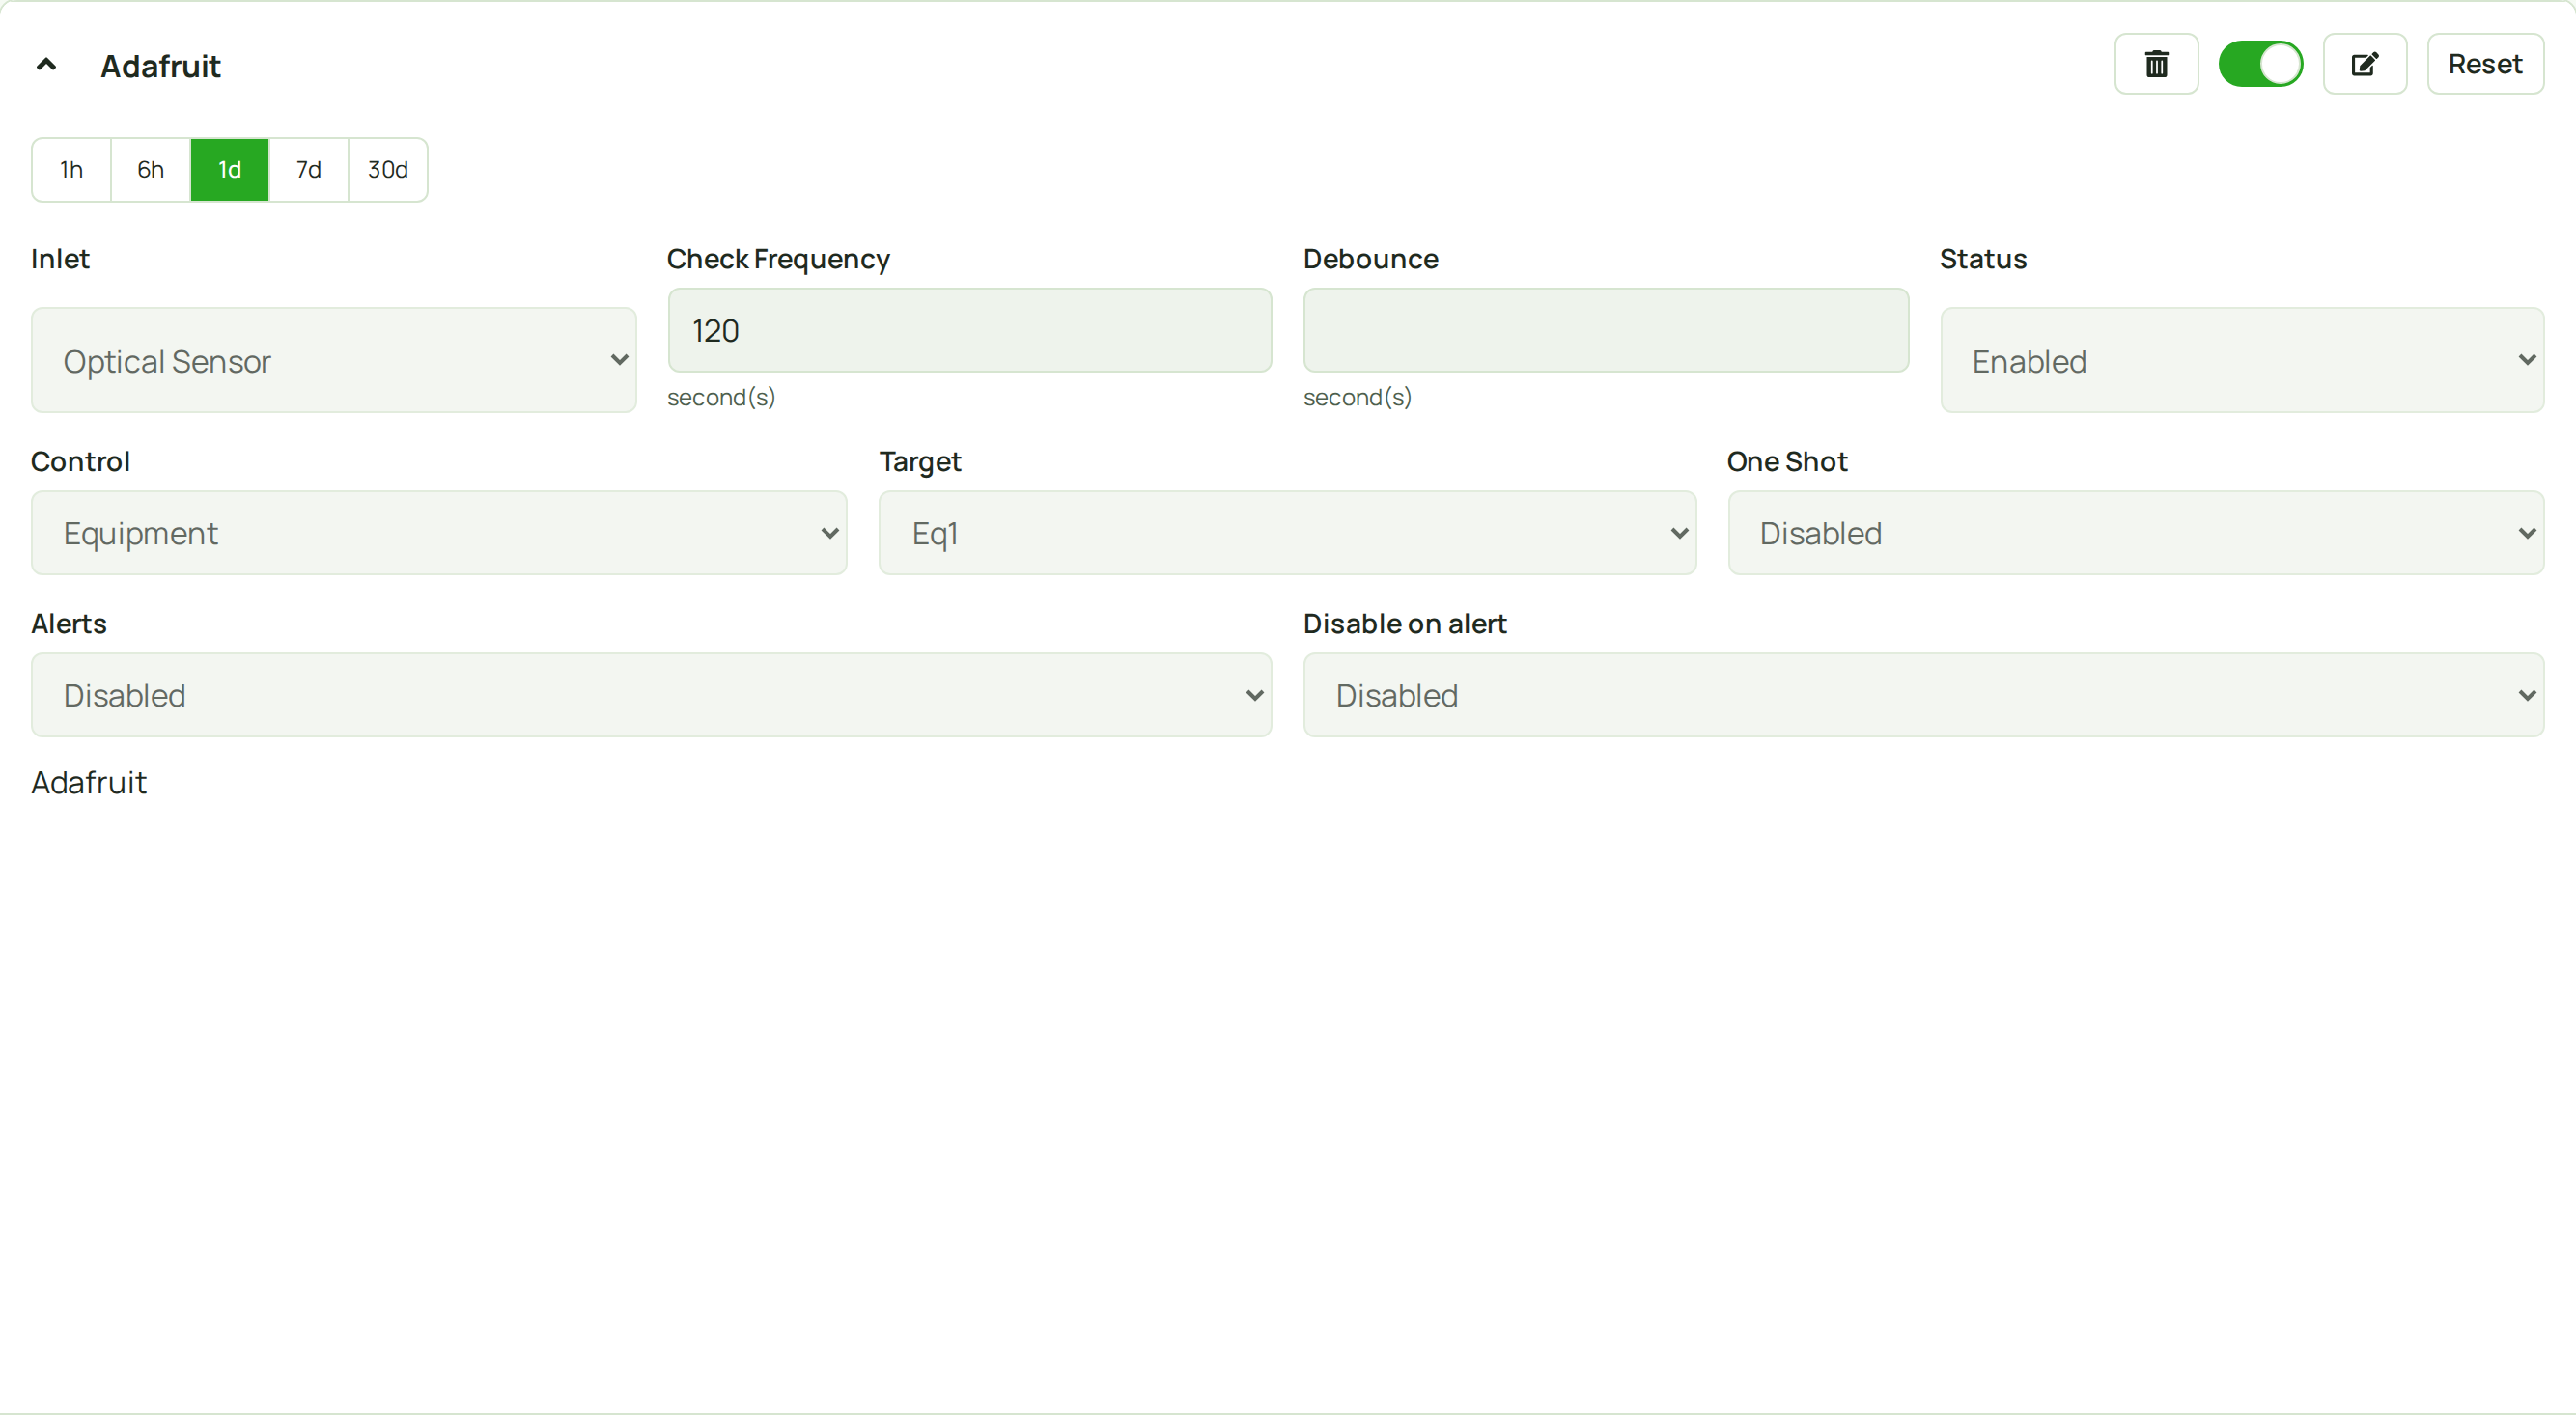 Adafruit
Reset
1h 6h 1d 7d 30d
Inlet Check Frequency Debounce Status
Optical Sensor 120 Enabled
second(s) second(s)
Control Target One Shot
Equipment Eq1 Disabled
Alerts Disable on alert
Disabled Disabled
Adafruit